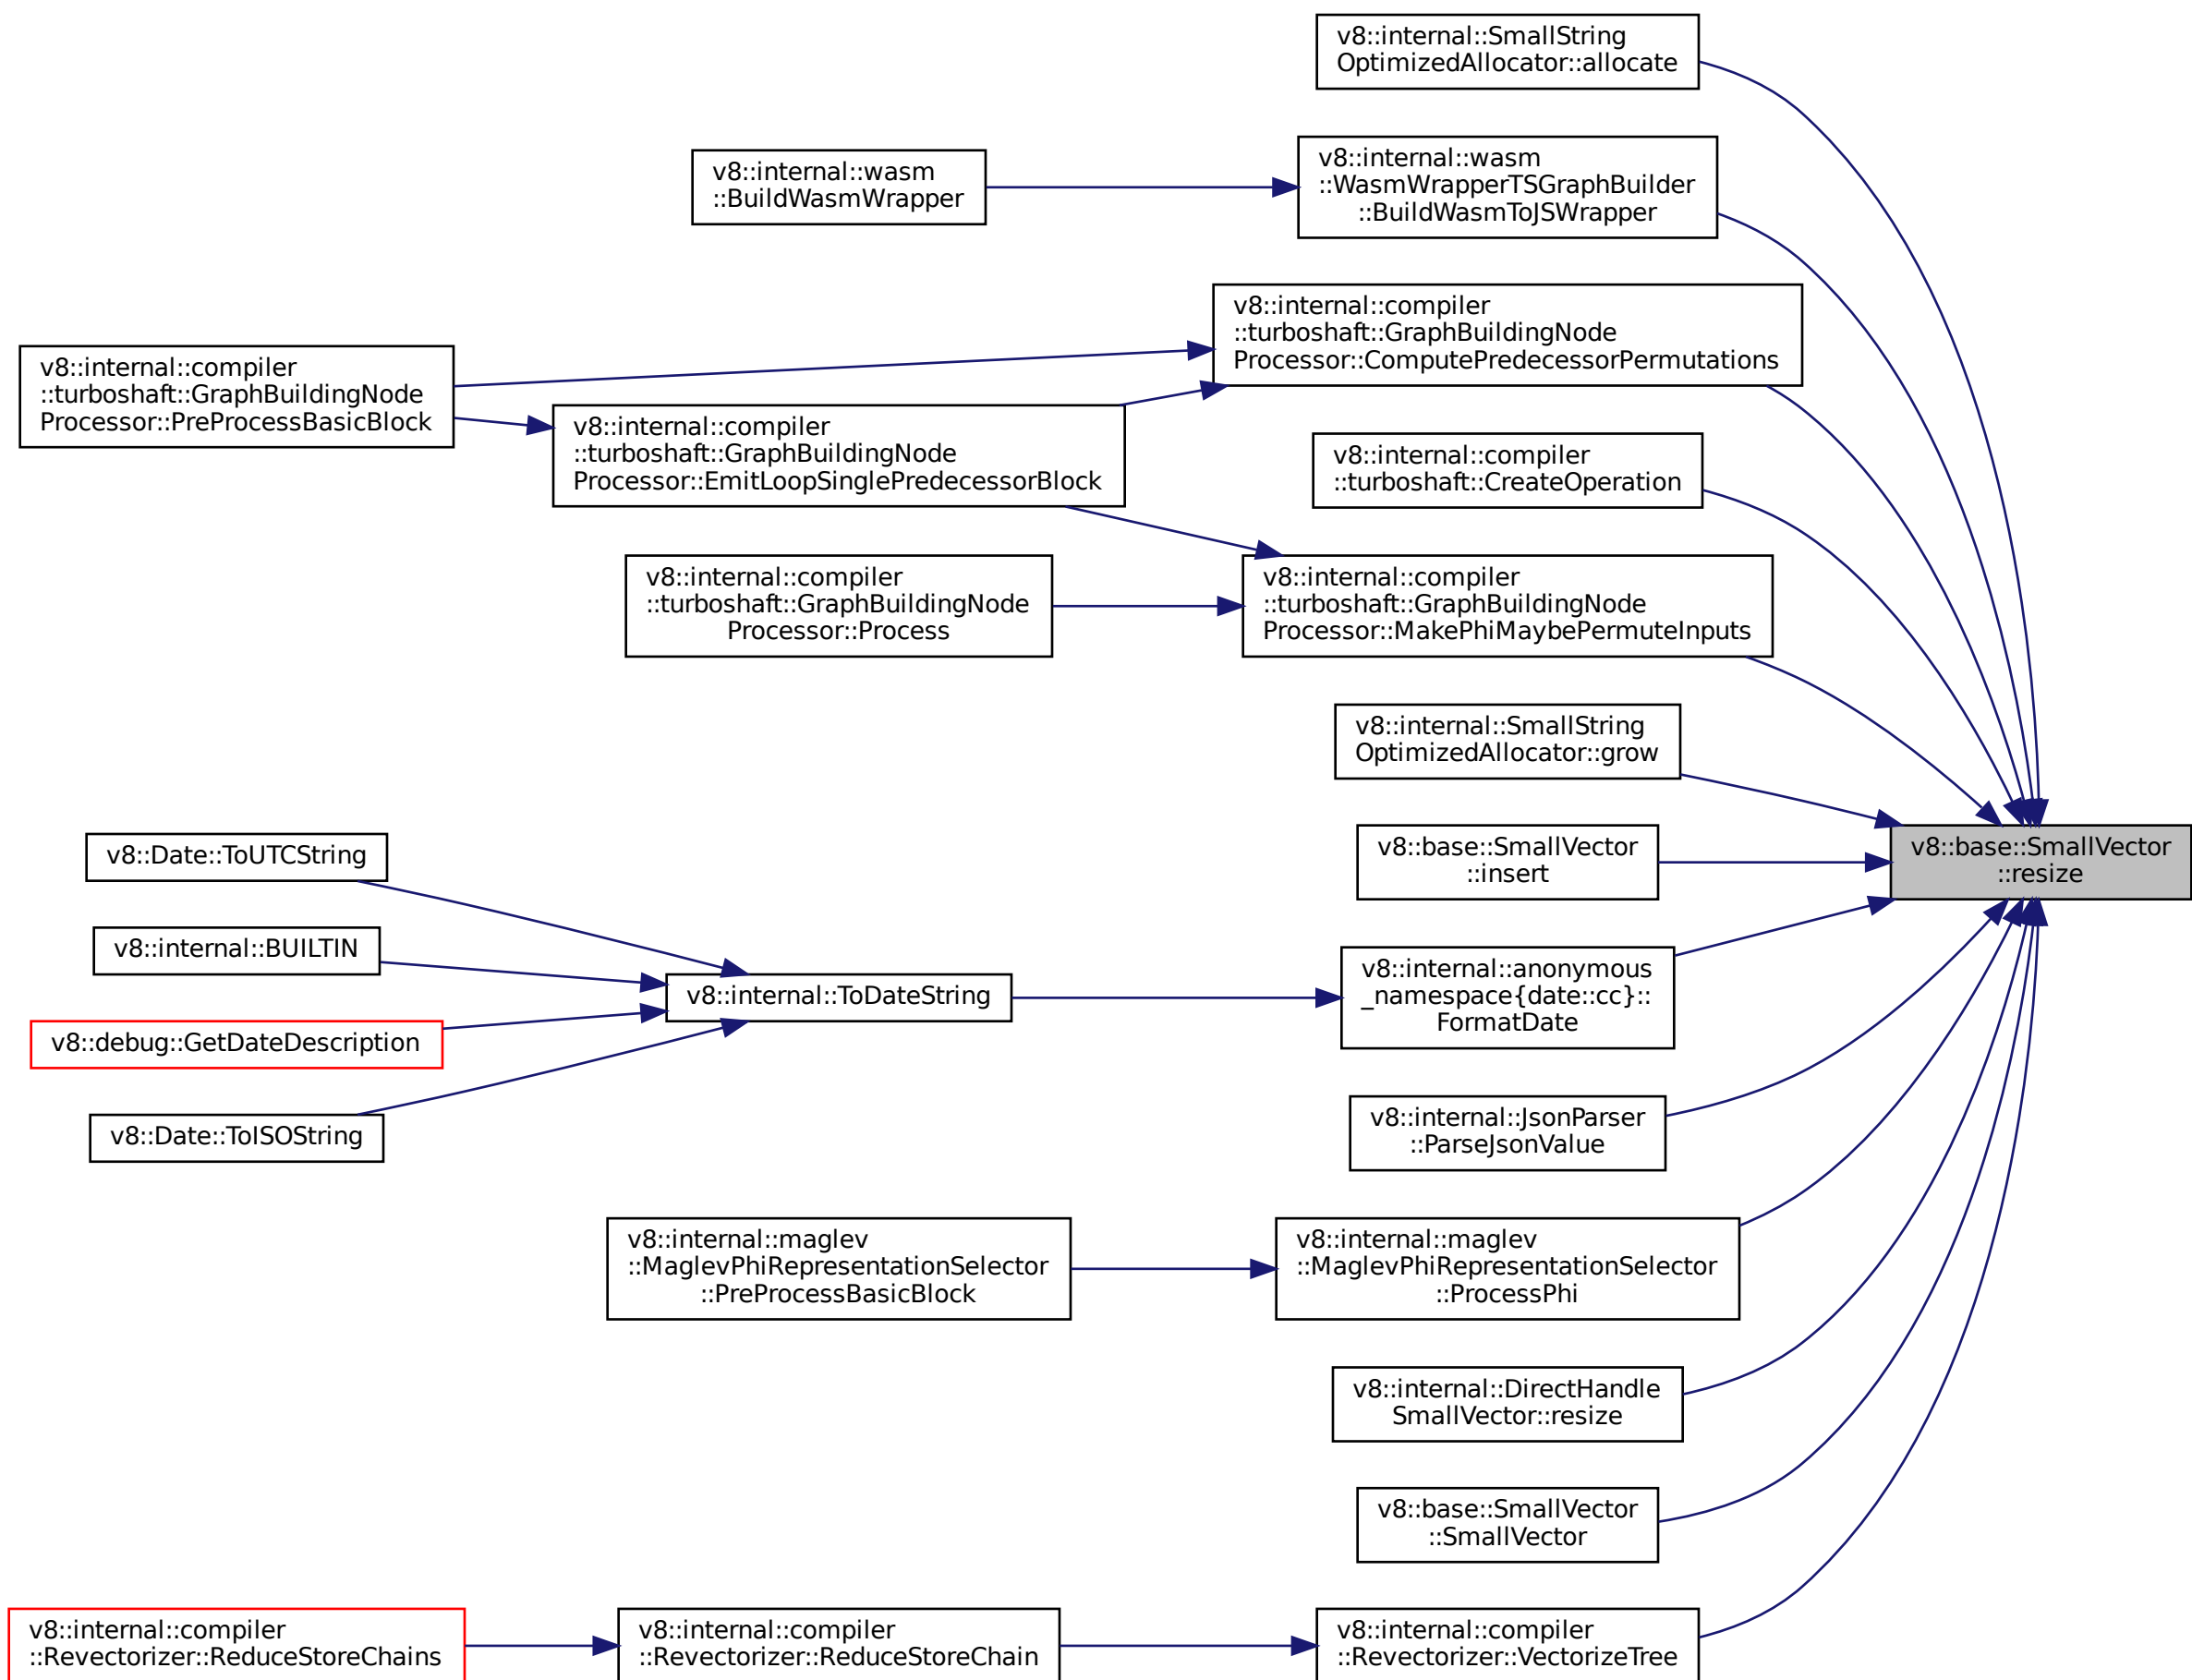 v8::internal::SmallString
OptimizedAllocator::allocate
v8::internal::wasm
::BuildWasmWrapper
v8::internal::wasm
::WasmWrapperTSGraphBuilder
::BuildWasmToJSWrapper
v8::internal::compiler
::turboshaft::GraphBuildingNode
Processor::ComputePredecessorPermutations
v8::internal::compiler
::turboshaft::GraphBuildingNode
Processor::PreProcessBasicBlock
v8::internal::compiler
::turboshaft::GraphBuildingNode
Processor::EmitLoopSinglePredecessorBlock
v8::internal::compiler
::turboshaft::CreateOperation
v8::internal::compiler
::turboshaft::GraphBuildingNode
Processor::Process
v8::internal::compiler
::turboshaft::GraphBuildingNode
Processor::MakePhiMaybePermuteInputs
v8::internal::SmallString
OptimizedAllocator::grow
v8::base::SmallVector
::insert
v8::base::SmallVector
::resize
v8::Date::ToUTCString
v8::internal::BUILTIN
v8::debug::GetDateDescription
v8::Date::ToISOString
v8::internal::ToDateString
v8::internal::anonymous
_namespace{date::cc}::
FormatDate
v8::internal::JsonParser
::ParseJsonValue
v8::internal::maglev
::MaglevPhiRepresentationSelector
::PreProcessBasicBlock
v8::internal::maglev
::MaglevPhiRepresentationSelector
::ProcessPhi
v8::internal::DirectHandle
SmallVector::resize
v8::base::SmallVector
::SmallVector
v8::internal::compiler
::Revectorizer::ReduceStoreChains
v8::internal::compiler
::Revectorizer::ReduceStoreChain
v8::internal::compiler
::Revectorizer::VectorizeTree